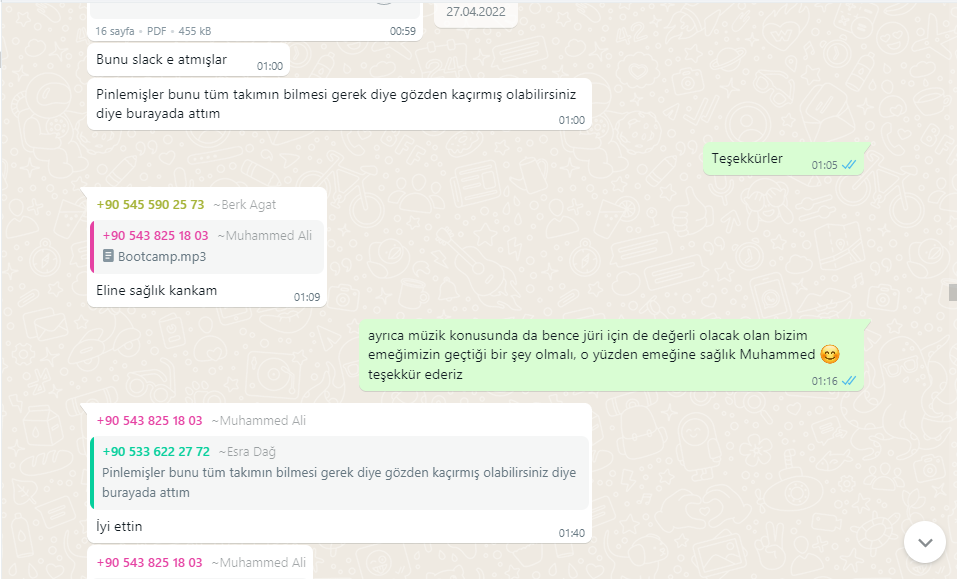 27.04.2022
16 sayfa • PDF • 455 kB 00:59
Bunu slack e atmışlar 01:00
Pinlemişler bunu tüm takımın bilmesi gerek diye gözden kaçırmış olabilirsiniz
diye burayada attım 01:00
Teşekkürler 01:05
+90 545 590 25 73 ~Berk Agat
+90 543 825 18 03 ~Muhammed Ali
Bootcamp.mp3
Eline sağlık kankam 01:09
ayrıca müzik konusunda da bence jüri için de değerli olacak olan bizim
emeğimizin geçtiği bir şey olmalı, o yüzden emeğine sağlık Muhammed 😊
teşekkür ederiz 01:16
+90 543 825 18 03 ~Muhammed Ali
+90 533 622 27 72 ~Esra Dağ
Pinlemişler bunu tüm takımın bilmesi gerek diye gözden kaçırmış olabilirsiniz diye
burayada attım
İyi ettin 01:40
+90 543 825 18 03 ~Muhammed Ali